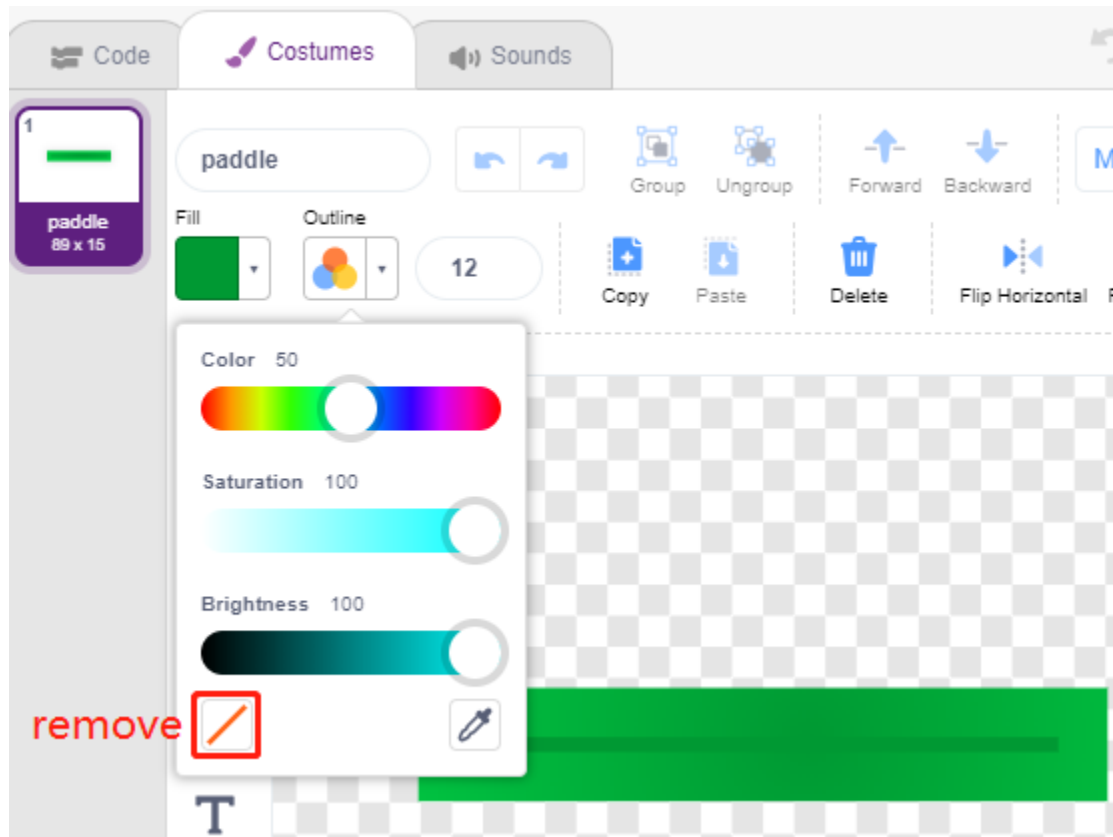 Code
Costumes
Sounds
1
paddle
89 x 15
paddle
Group
Ungroup
Forward
Backward
M
Fill
Outline
12
Copy
Paste
Delete
Flip Horizontal
Color 50
Saturation 100
Brightness 100
remove
T